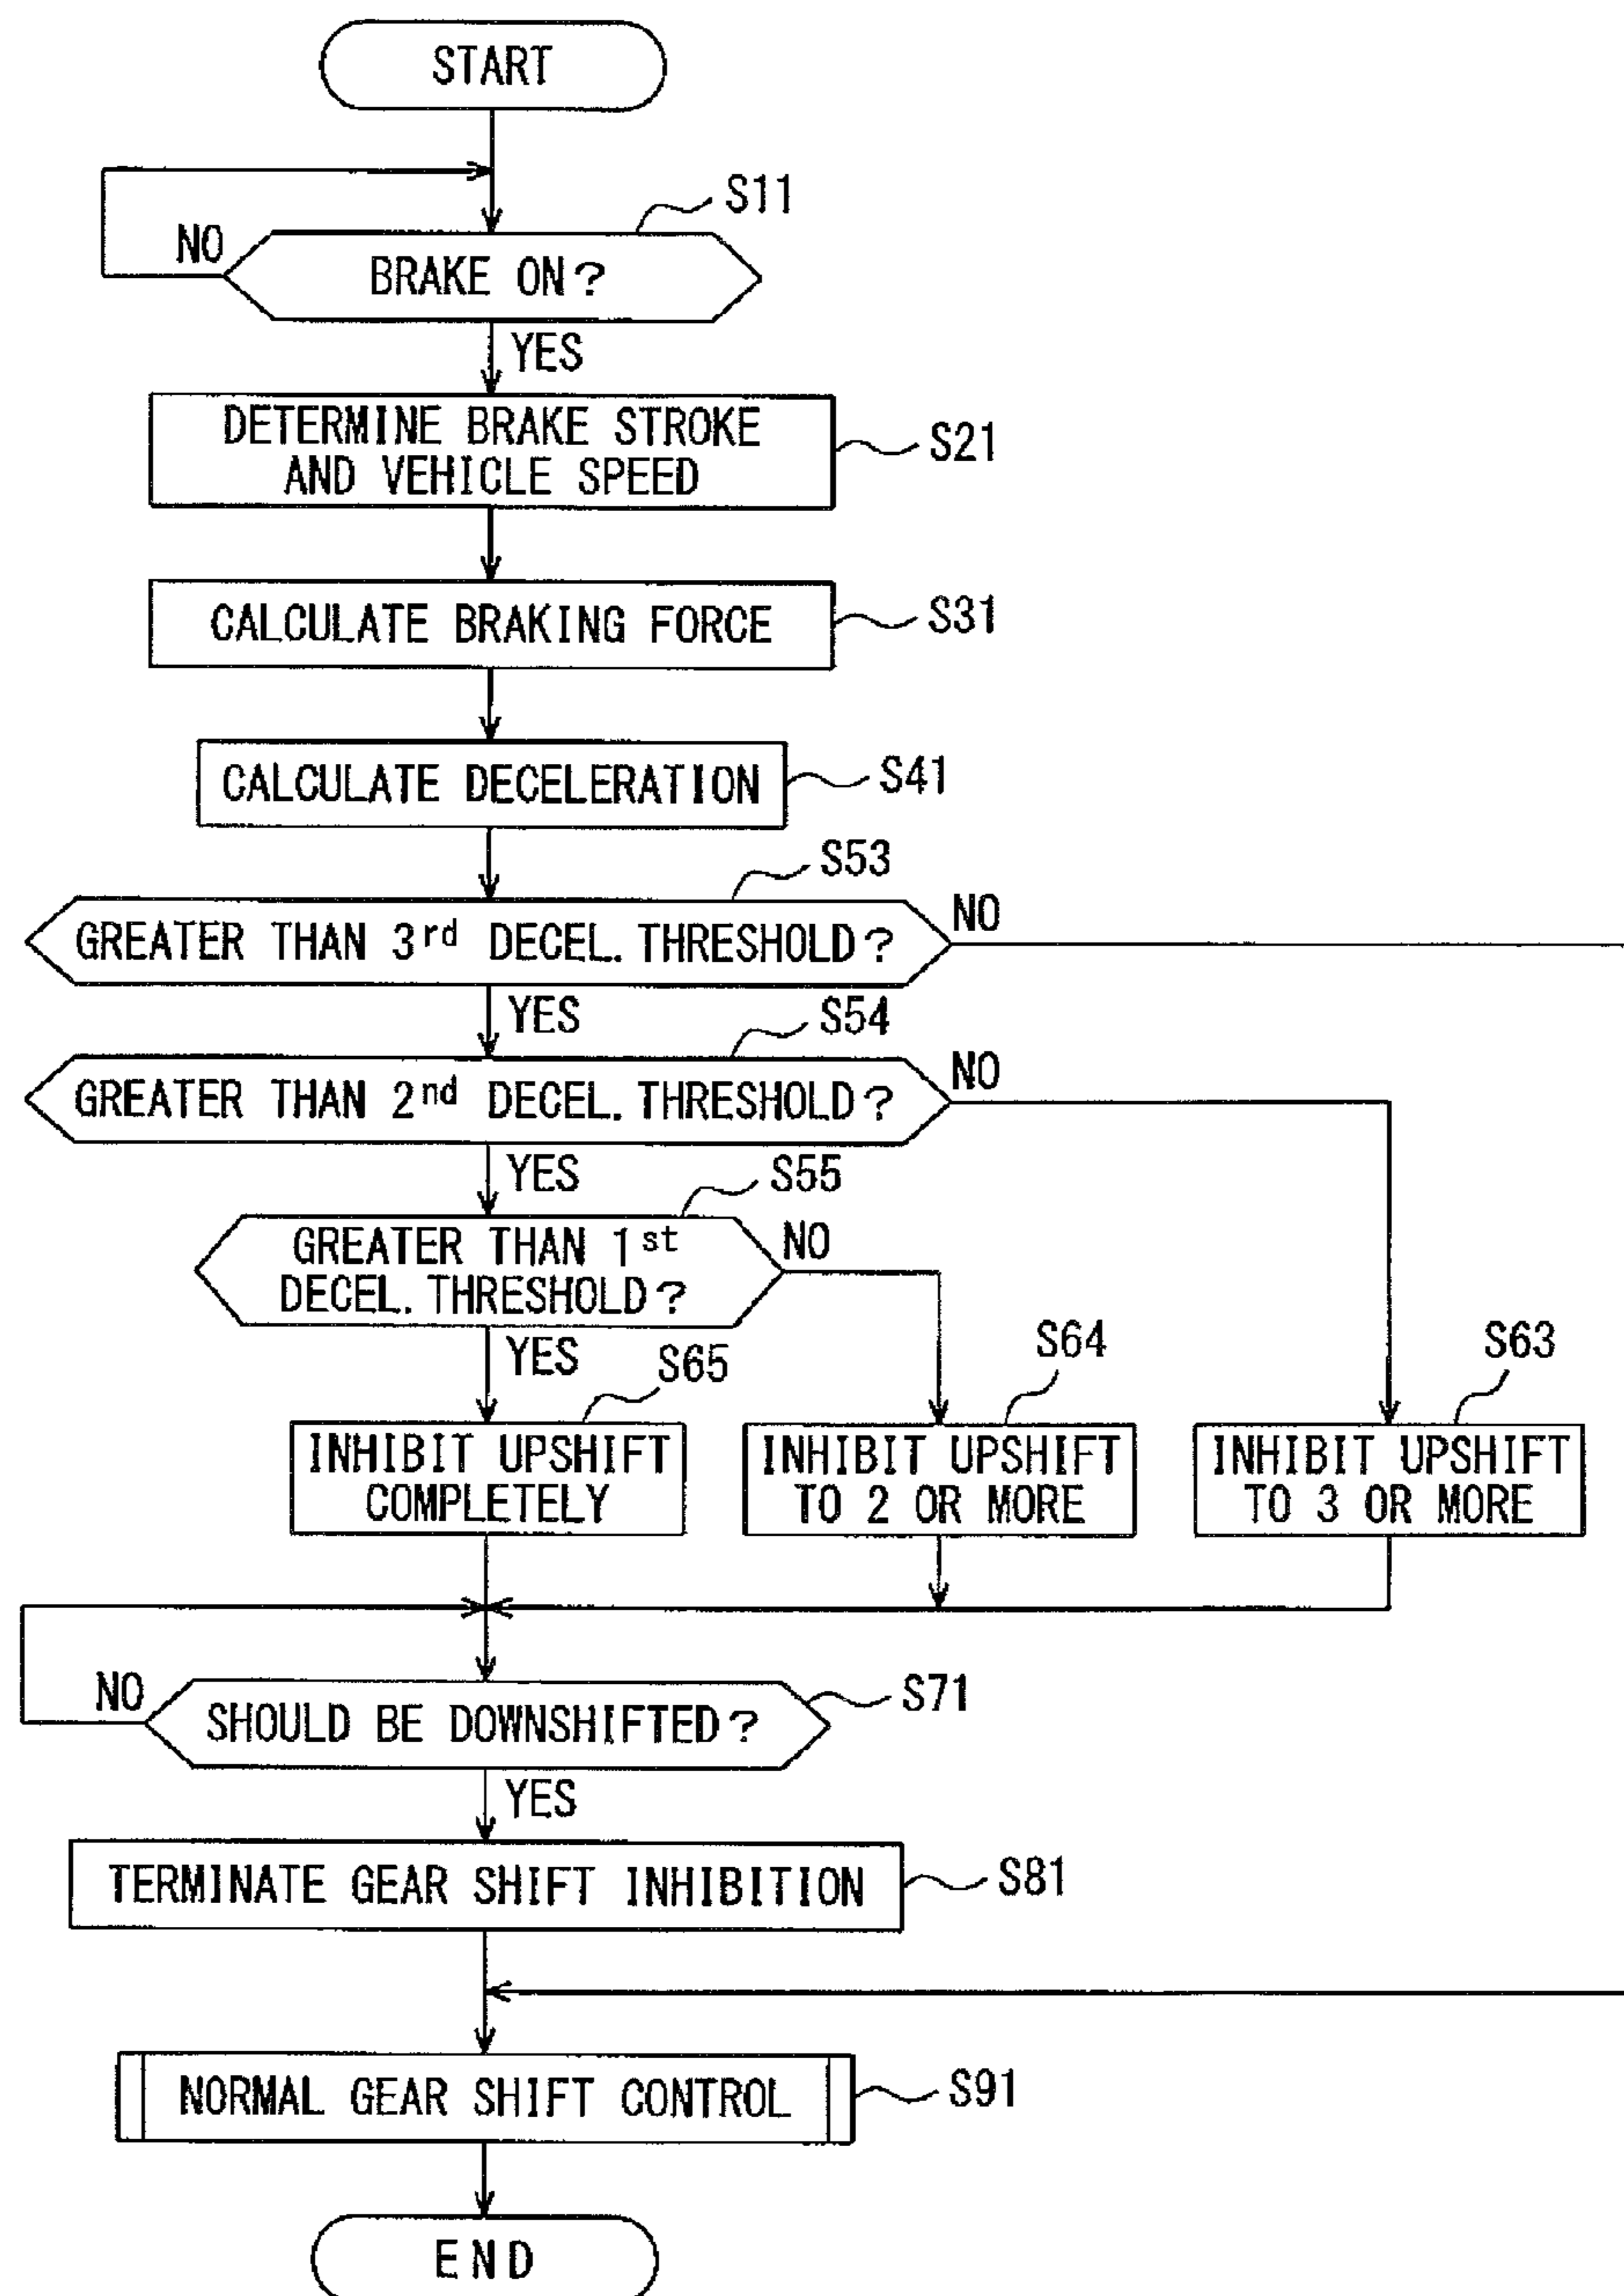 START
S11
NO
BRAKE ON?
YES
DETERMINE BRAKE STROKE
AND VEHICLE SPEED
S21
CALCULATE BRAKING FORCE
S31
CALCULATE DECELERATION
S41
S53
GREATER THAN 3rd DECEL. THRESHOLD?
NO
YES
S54
GREATER THAN 2nd DECEL. THRESHOLD?
NO
YES
S55
GREATER THAN 1st
DECEL. THRESHOLD?
NO
YES
S65
S64
S63
INHIBIT UPSHIFT
COMPLETELY
INHIBIT UPSHIFT
TO 2 OR MORE
INHIBIT UPSHIFT
TO 3 OR MORE
NO
SHOULD BE DOWNSHIFTED?
S71
YES
TERMINATE GEAR SHIFT INHIBITION
S81
NORMAL GEAR SHIFT CONTROL
S91
END